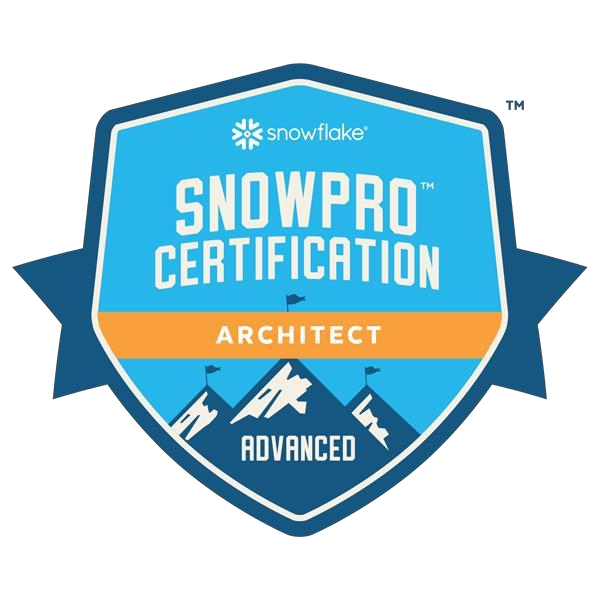 TM
snowflake®
SNOWPRO™
CERTIFICATION
ARCHITECT
ADVANCED